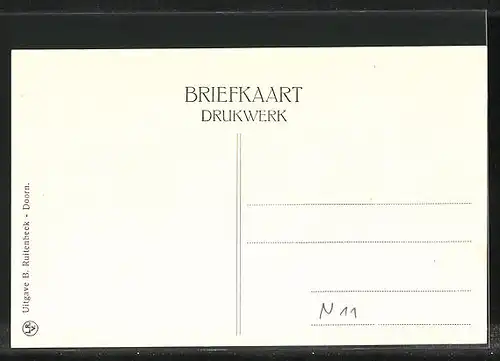 BRIEFKAART
DRUKWERK
Uitgave B. Ruitenbeek - Doorn.
N 11